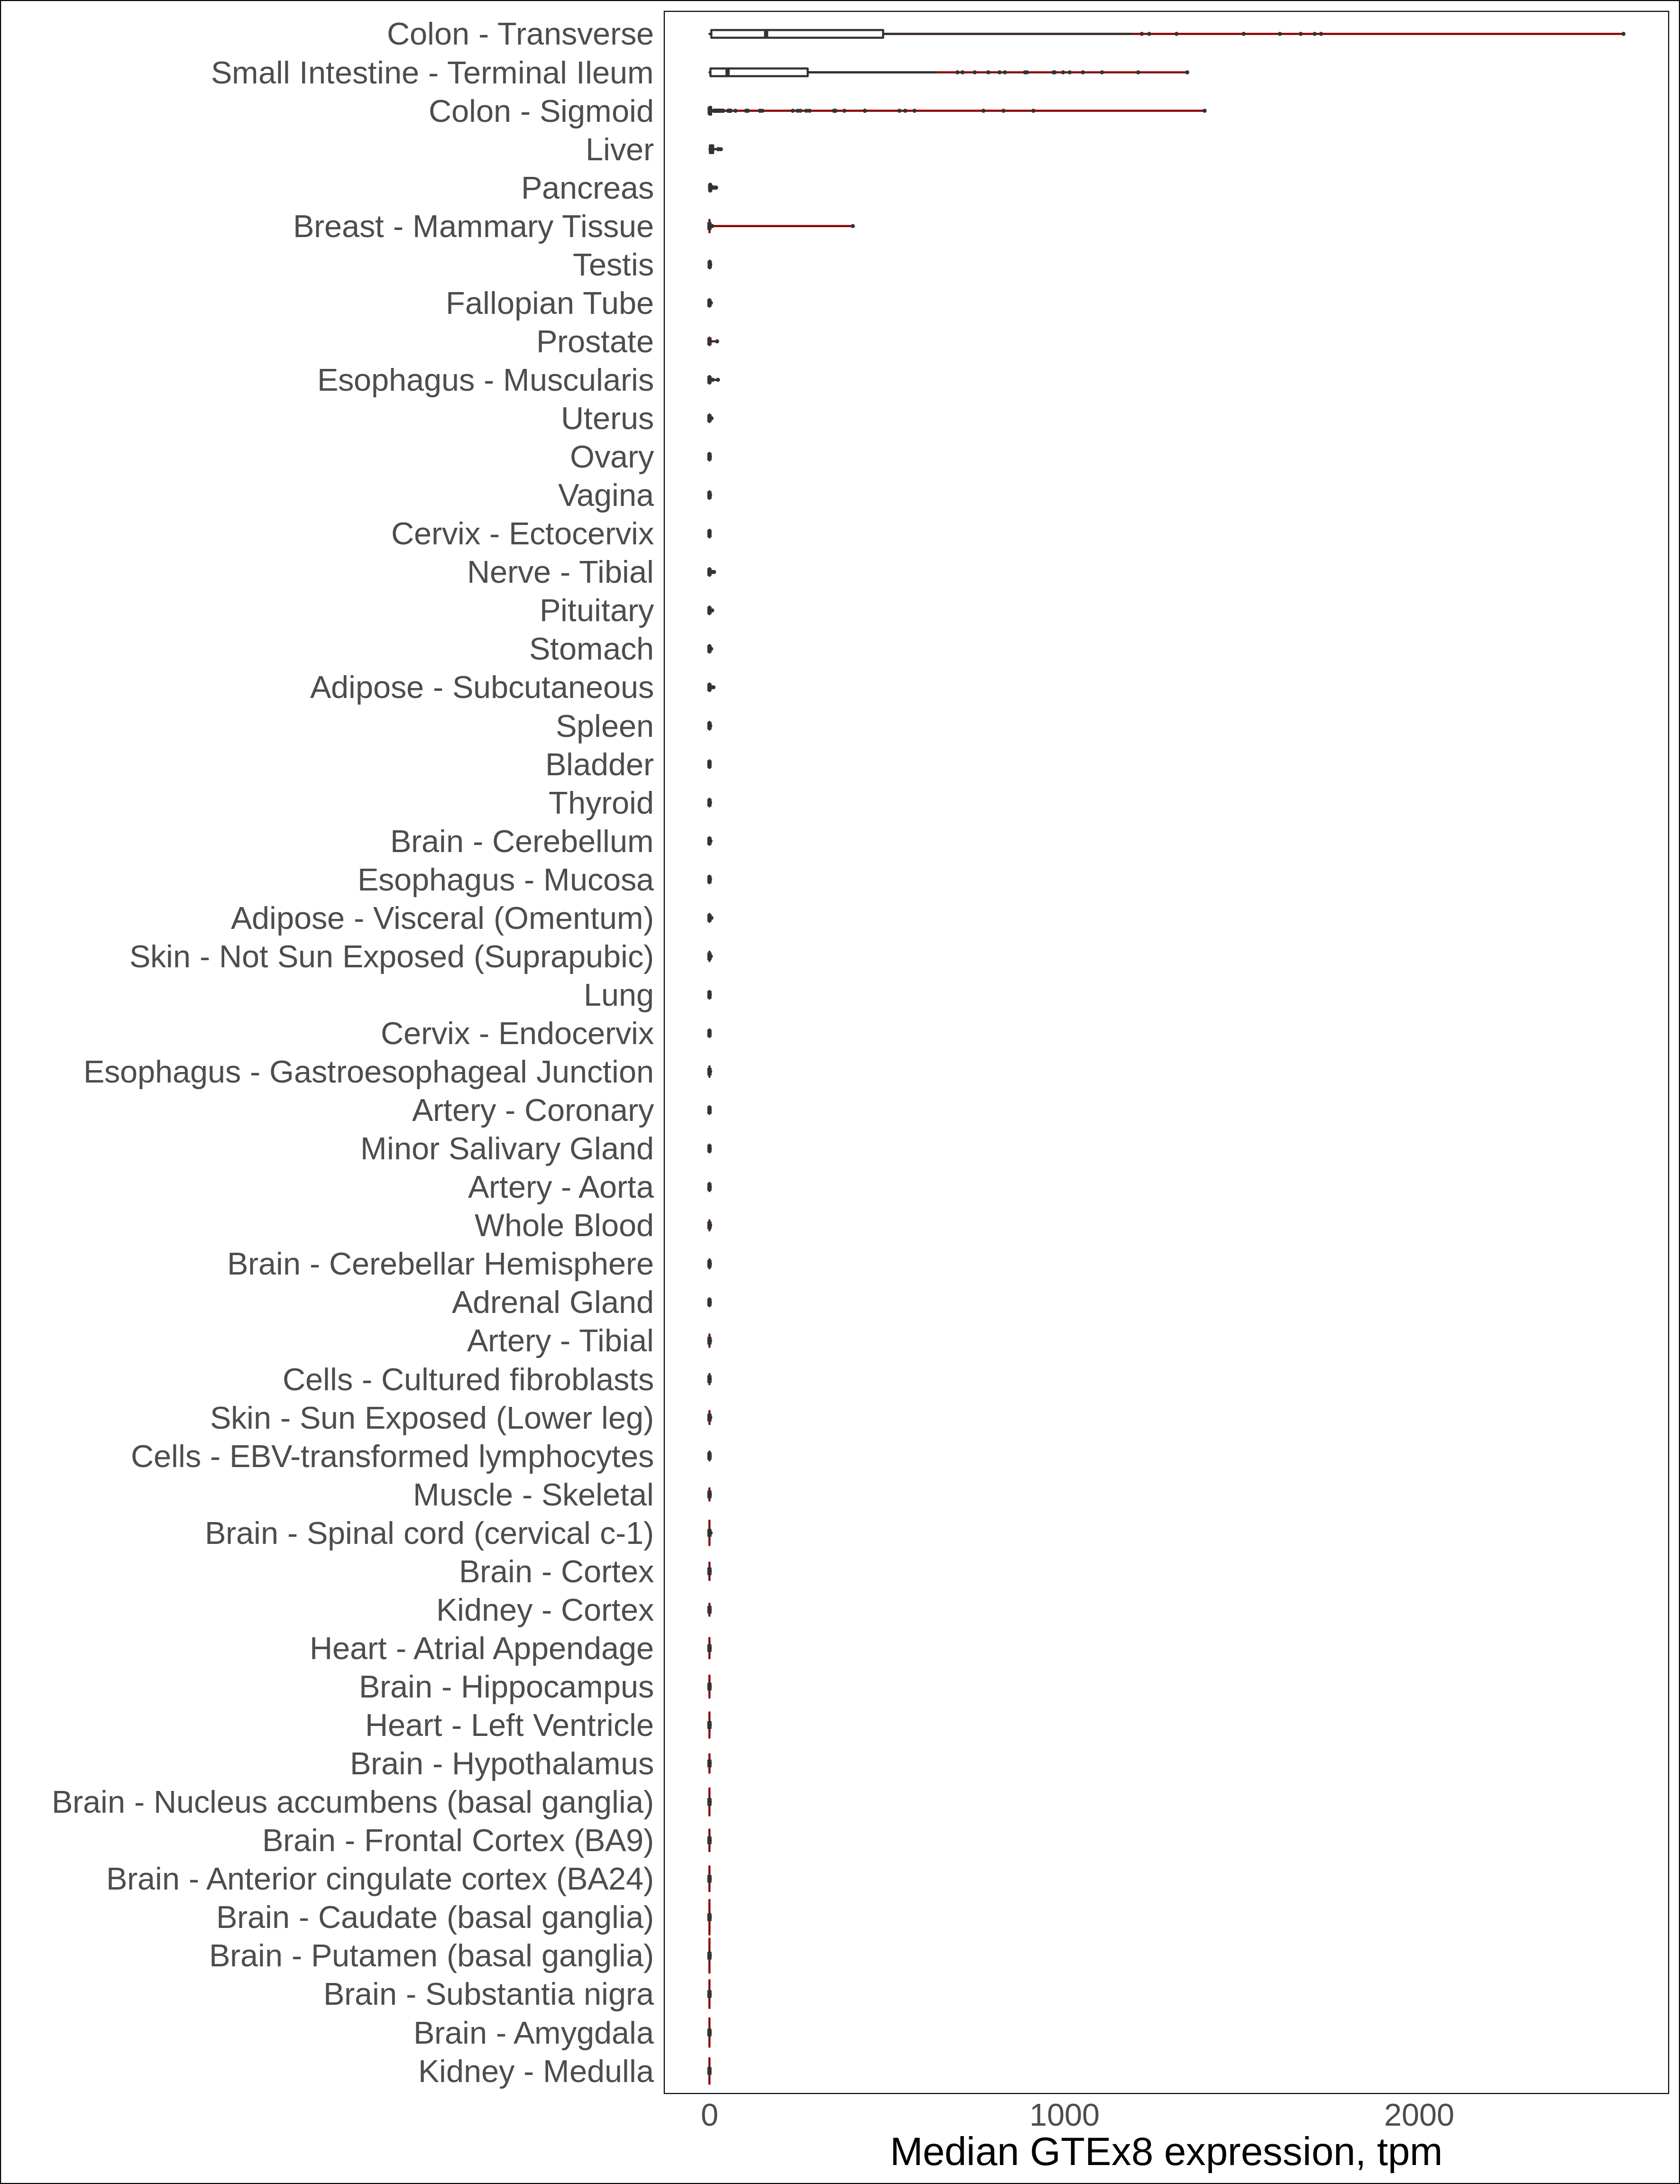 Colon - Transverse
Small Intestine - Terminal Ileum
Colon - Sigmoid
Liver
Pancreas
Breast - Mammary Tissue
Testis
Fallopian Tube
Prostate
Esophagus - Muscularis
Uterus
Ovary
Vagina
Cervix - Ectocervix
Nerve - Tibial
Pituitary
Stomach
Adipose - Subcutaneous
Spleen
Bladder
Thyroid
Brain - Cerebellum
Esophagus - Mucosa
Adipose - Visceral (Omentum)
Skin - Not Sun Exposed (Suprapubic)
Lung
Cervix - Endocervix
Esophagus - Gastroesophageal Junction
Artery - Coronary
Minor Salivary Gland
Artery - Aorta
Whole Blood
Brain - Cerebellar Hemisphere
Adrenal Gland
Artery - Tibial
Cells - Cultured fibroblasts
Skin - Sun Exposed (Lower leg)
Cells - EBV-transformed lymphocytes
Muscle - Skeletal
Brain - Spinal cord (cervical c-1)
Brain - Cortex
Kidney - Cortex
Heart - Atrial Appendage
Brain - Hippocampus
Heart - Left Ventricle
Brain - Hypothalamus
Brain - Nucleus accumbens (basal ganglia)
Brain - Frontal Cortex (BA9)
Brain - Anterior cingulate cortex (BA24)
Brain - Caudate (basal ganglia)
Brain - Putamen (basal ganglia)
Brain - Substantia nigra
Brain - Amygdala
Kidney - Medulla
0 1000 2000
Median GTEx8 expression, tpm